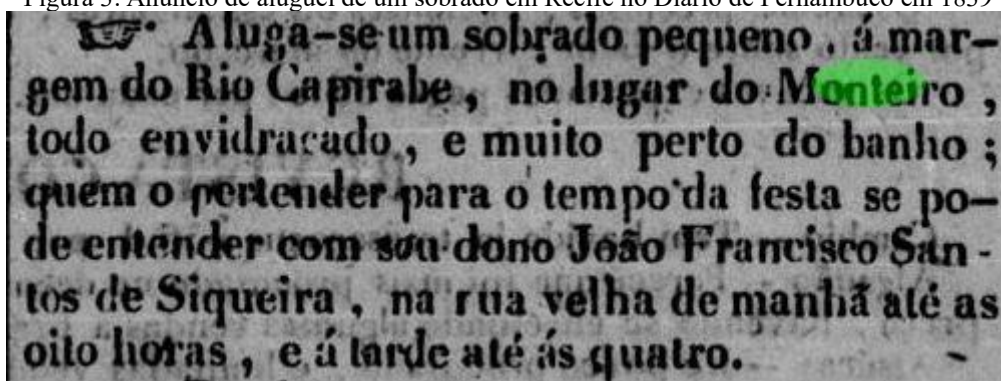 Figura 3: Anúncio de aluguel de um sobrado em Recife no Diário de Pernambuco em 1839
☞ Aluga-se um sobrado pequeno, á mar-
gem do Rio Capirabe, no lugar do Monteiro,
todo envidraçado, e muito perto do banho;
quem o pertender para o tempo da festa se po-
de entender com seu dono João Francisco San-
tos de Siqueira, na rua velha de manhã até as
oito horas, e á tarde até ás quatro.